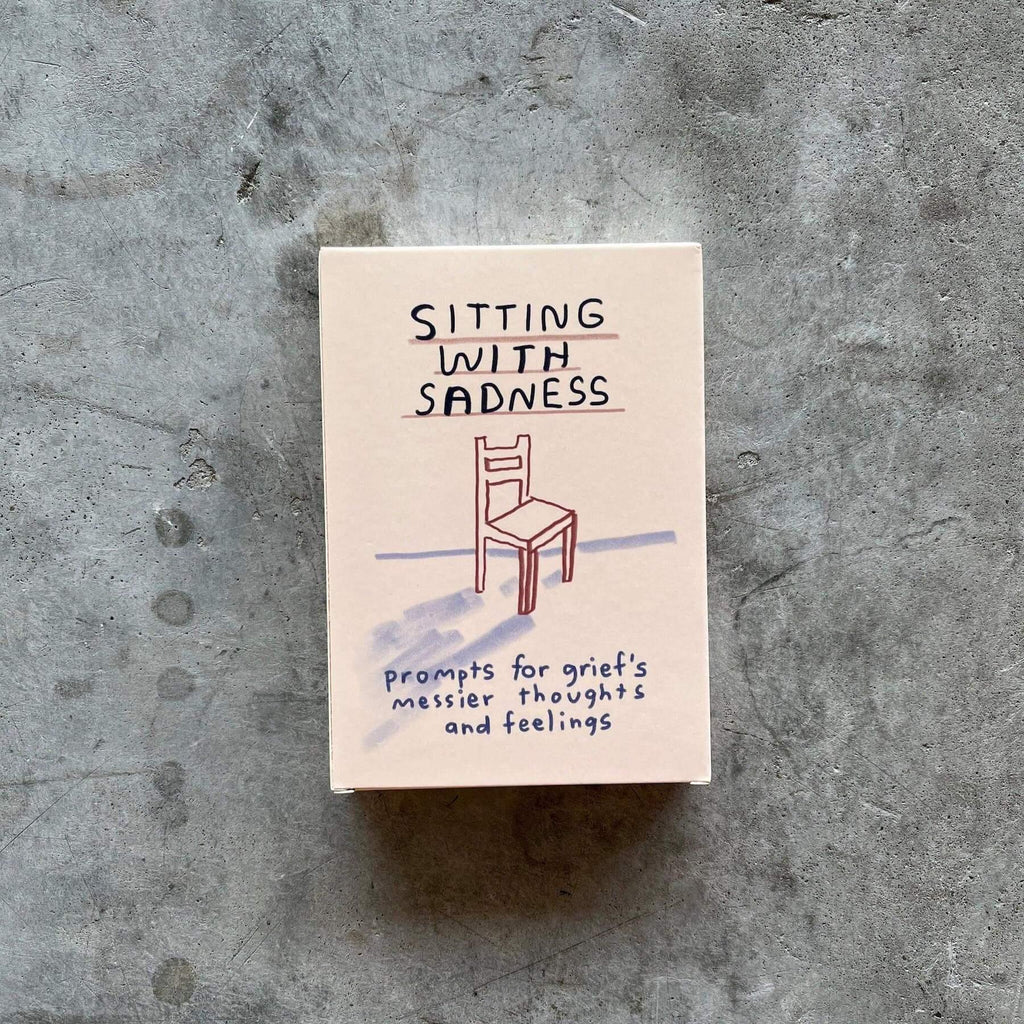 SITTING
WITH
SADNESS
prompts for grief's
messier thoughts
and feelings